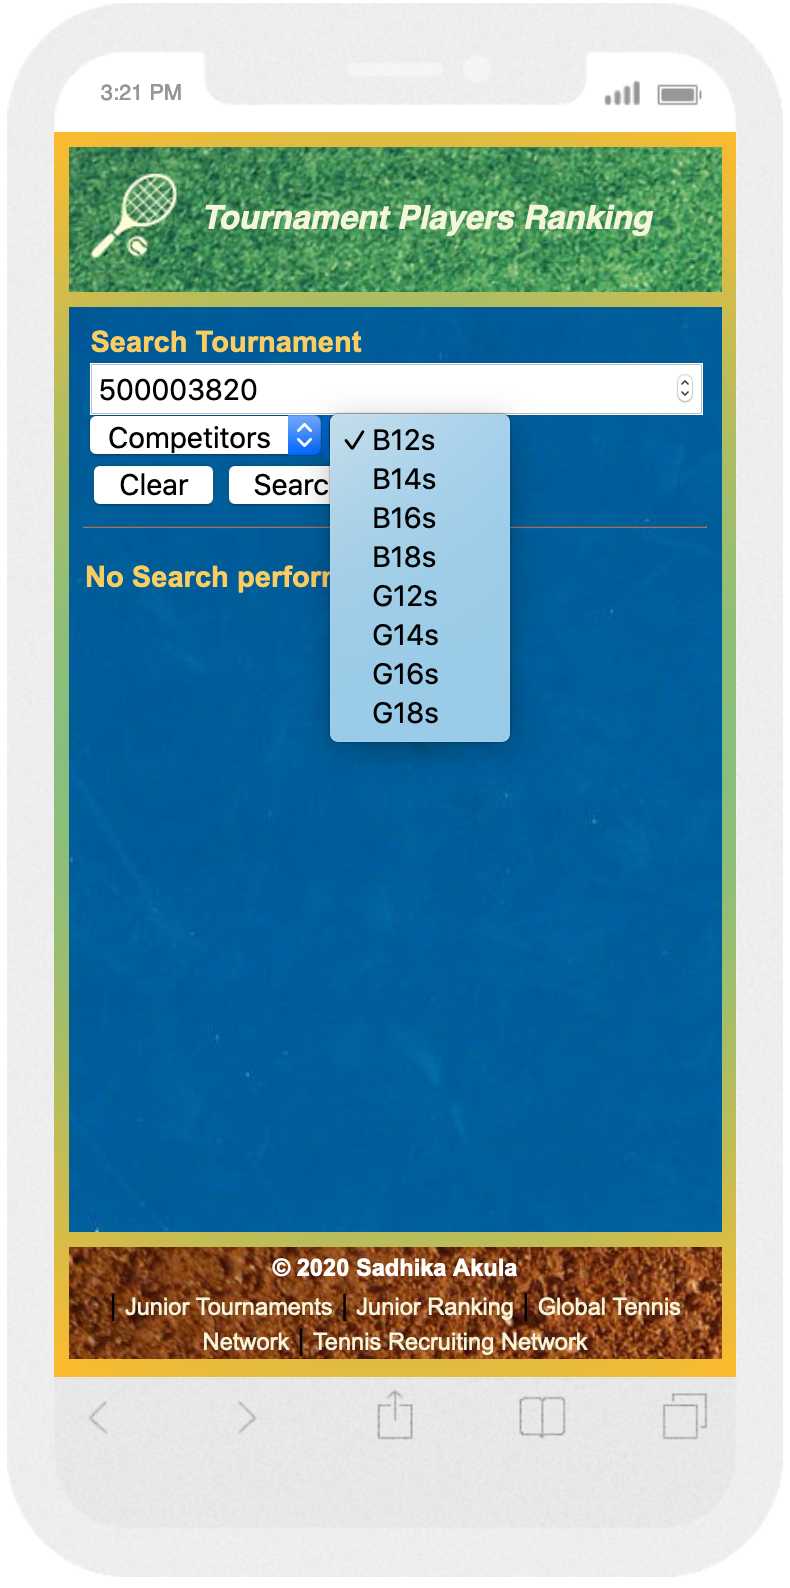 3:21 PM
Tournament Players Ranking
Search Tournament
500003820
Competitors
✓ B12s
B14s
B16s
B18s
G12s
G14s
G16s
G18s
Clear
Searc
No Search perfor
© 2020 Sadhika Akula
| Junior Tournaments | Junior Ranking | Global Tennis
Network | Tennis Recruiting Network